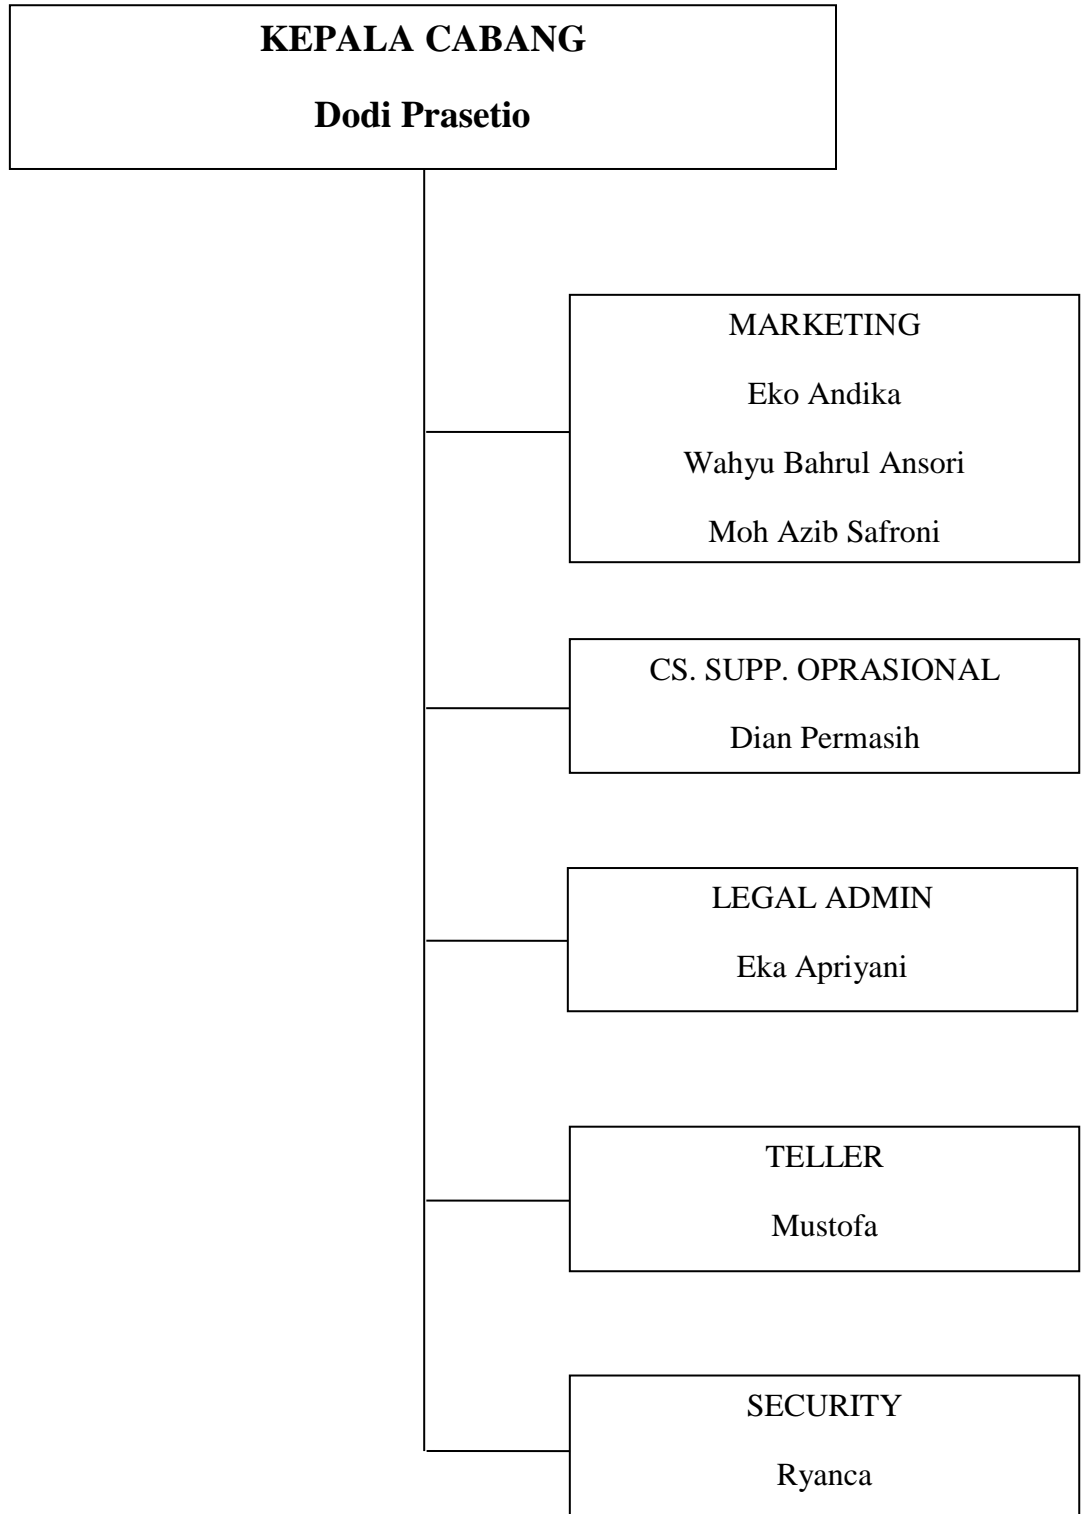 KEPALA CABANG
Dodi Prasetio
MARKETING
Eko Andika
Wahyu Bahrul Ansori
Moh Azib Safroni
CS. SUPP. OPRASIONAL
Dian Permasih
LEGAL ADMIN
Eka Apriyani
TELLER
Mustofa
SECURITY
Ryanca